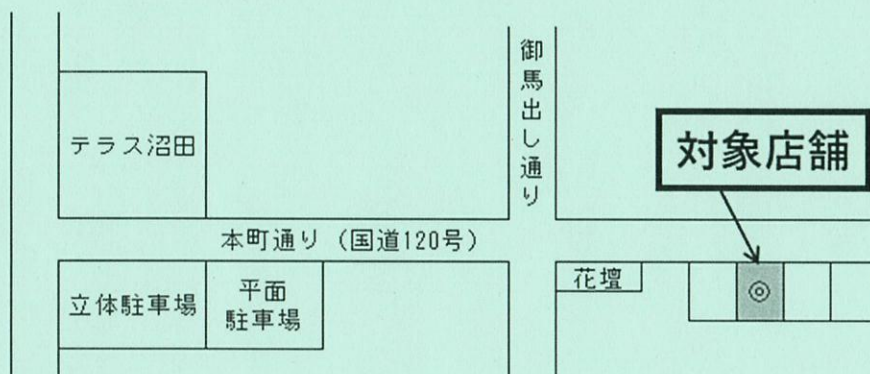 御馬出し通り
テラス沼田
対象店舗
本町通り（国道120号）
花壇
立体駐車場
平面
駐車場
◎